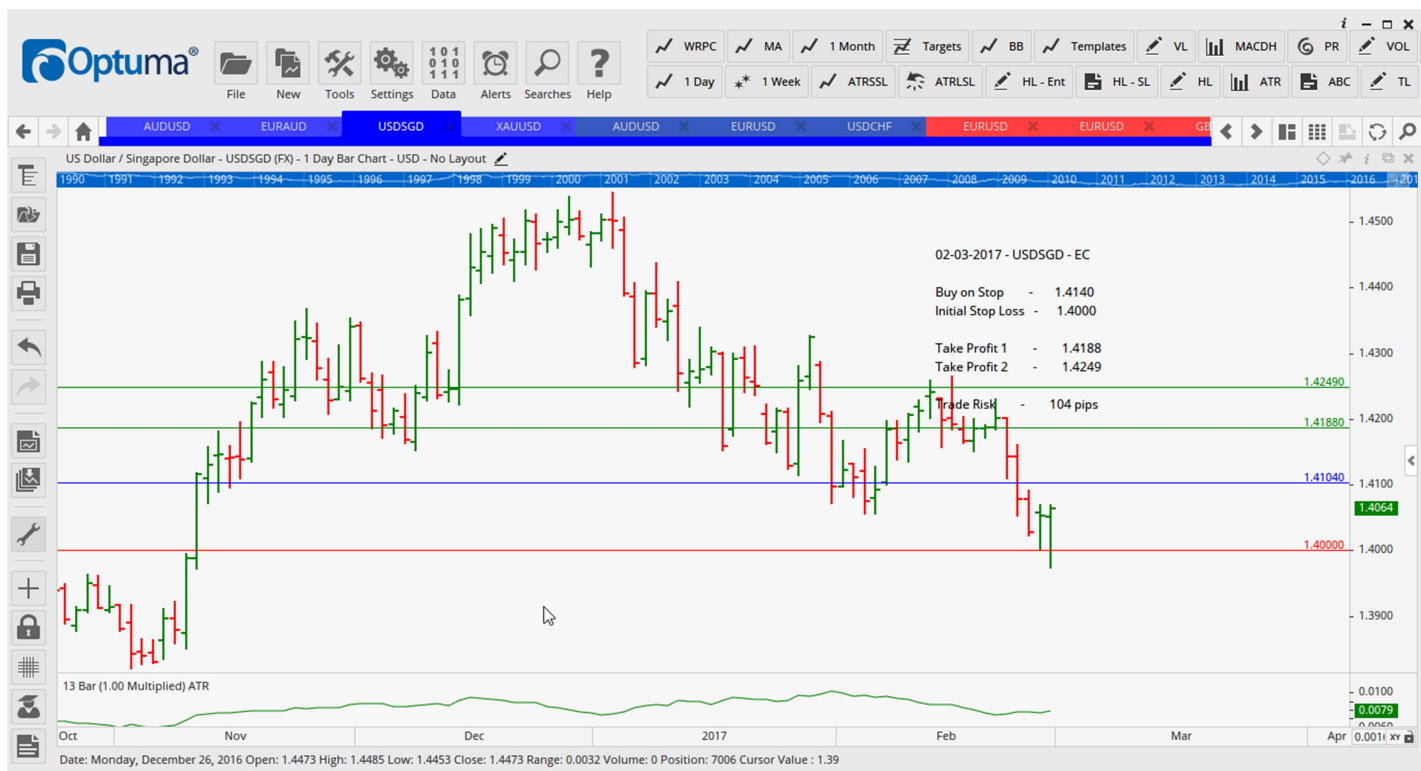 i
Optuma®
File New Tools Settings Data Alerts Searches Help
WRPC MA 1 Month Targets BB Templates VL MACDH PR VOL
1 Day 1 Week ATRSSL ATRLSL HL - Ent HL - SL HL ATR ABC TL
AUDUSD EURAUD USDSGD XAUUSD AUDUSD EURUSD USDCHF EURUSD EURUSD GB
US Dollar / Singapore Dollar - USDSGD (FX) - 1 Day Bar Chart - USD - No Layout
1990 1991 1992 1993 1994 1995 1996 1997 1998 1999 2000 2001 2002 2003 2004 2005 2006 2007 2008 2009 2010 2011 2012 2013 2014 2015 2016 201
1.4500
02-03-2017 - USDSGD - EC
1.4400
Buy on Stop - 1.4140
Initial Stop Loss - 1.4000
1.4300
Take Profit 1 - 1.4188
Take Profit 2 - 1.4249
1.42490
Trade Risk - 104 pips
1.4200
1.41880
1.41040
1.4100
1.4064
1.40000
1.4000
1.3900
13 Bar (1.00 Multiplied) ATR
0.0100
0.0079
Oct Nov Dec 2017 Feb Mar Apr 0.001 XY
Date: Monday, December 26, 2016 Open: 1.4473 High: 1.4485 Low: 1.4453 Close: 1.4473 Range: 0.0032 Volume: 0 Position: 7006 Cursor Value : 1.39